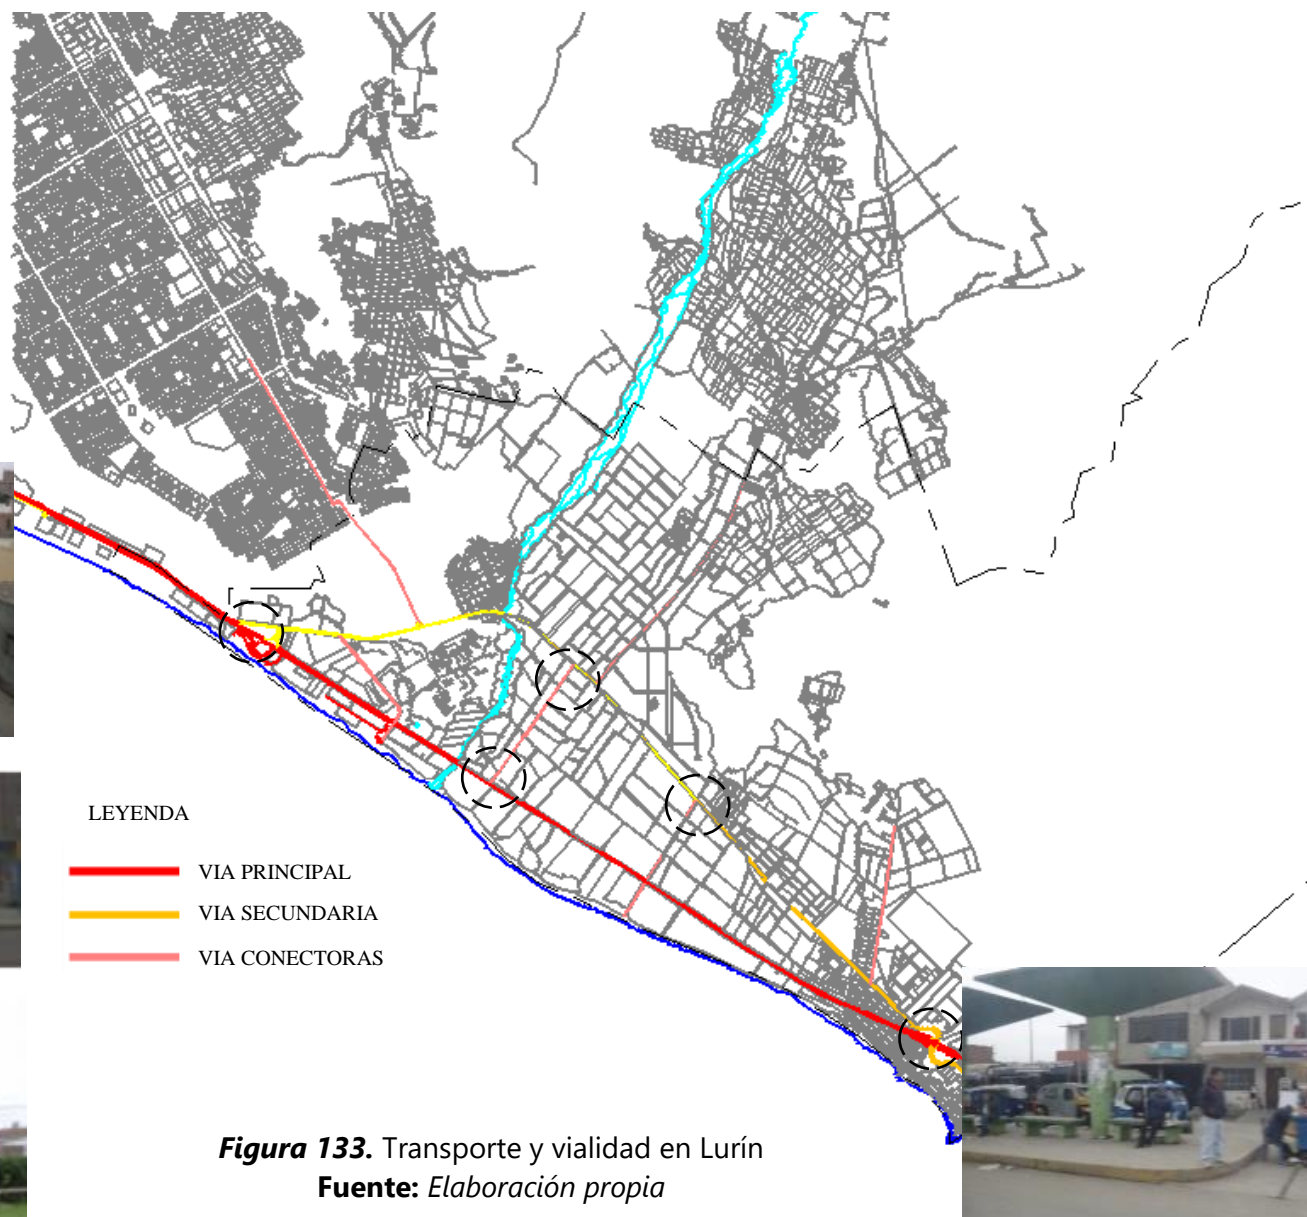 LEYENDA
VIA PRINCIPAL
VIA SECUNDARIA
VIA CONECTORAS
Figura 133. Transporte y vialidad en Lurín
Fuente: Elaboración propia